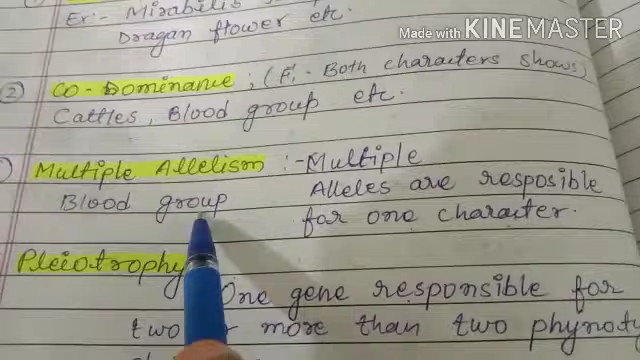 Made with KINEMASTER
Ex:- Mirabilis
Dragan flower etc.
② Co-Dominance ; (F₁ - Both characters shows)
Cattles, Blood group etc.
Multiple Allelism :- Multiple
Blood group Alleles are resposible
for one character.
Pleiotrophy
One gene responsible for
two more than two phynoty